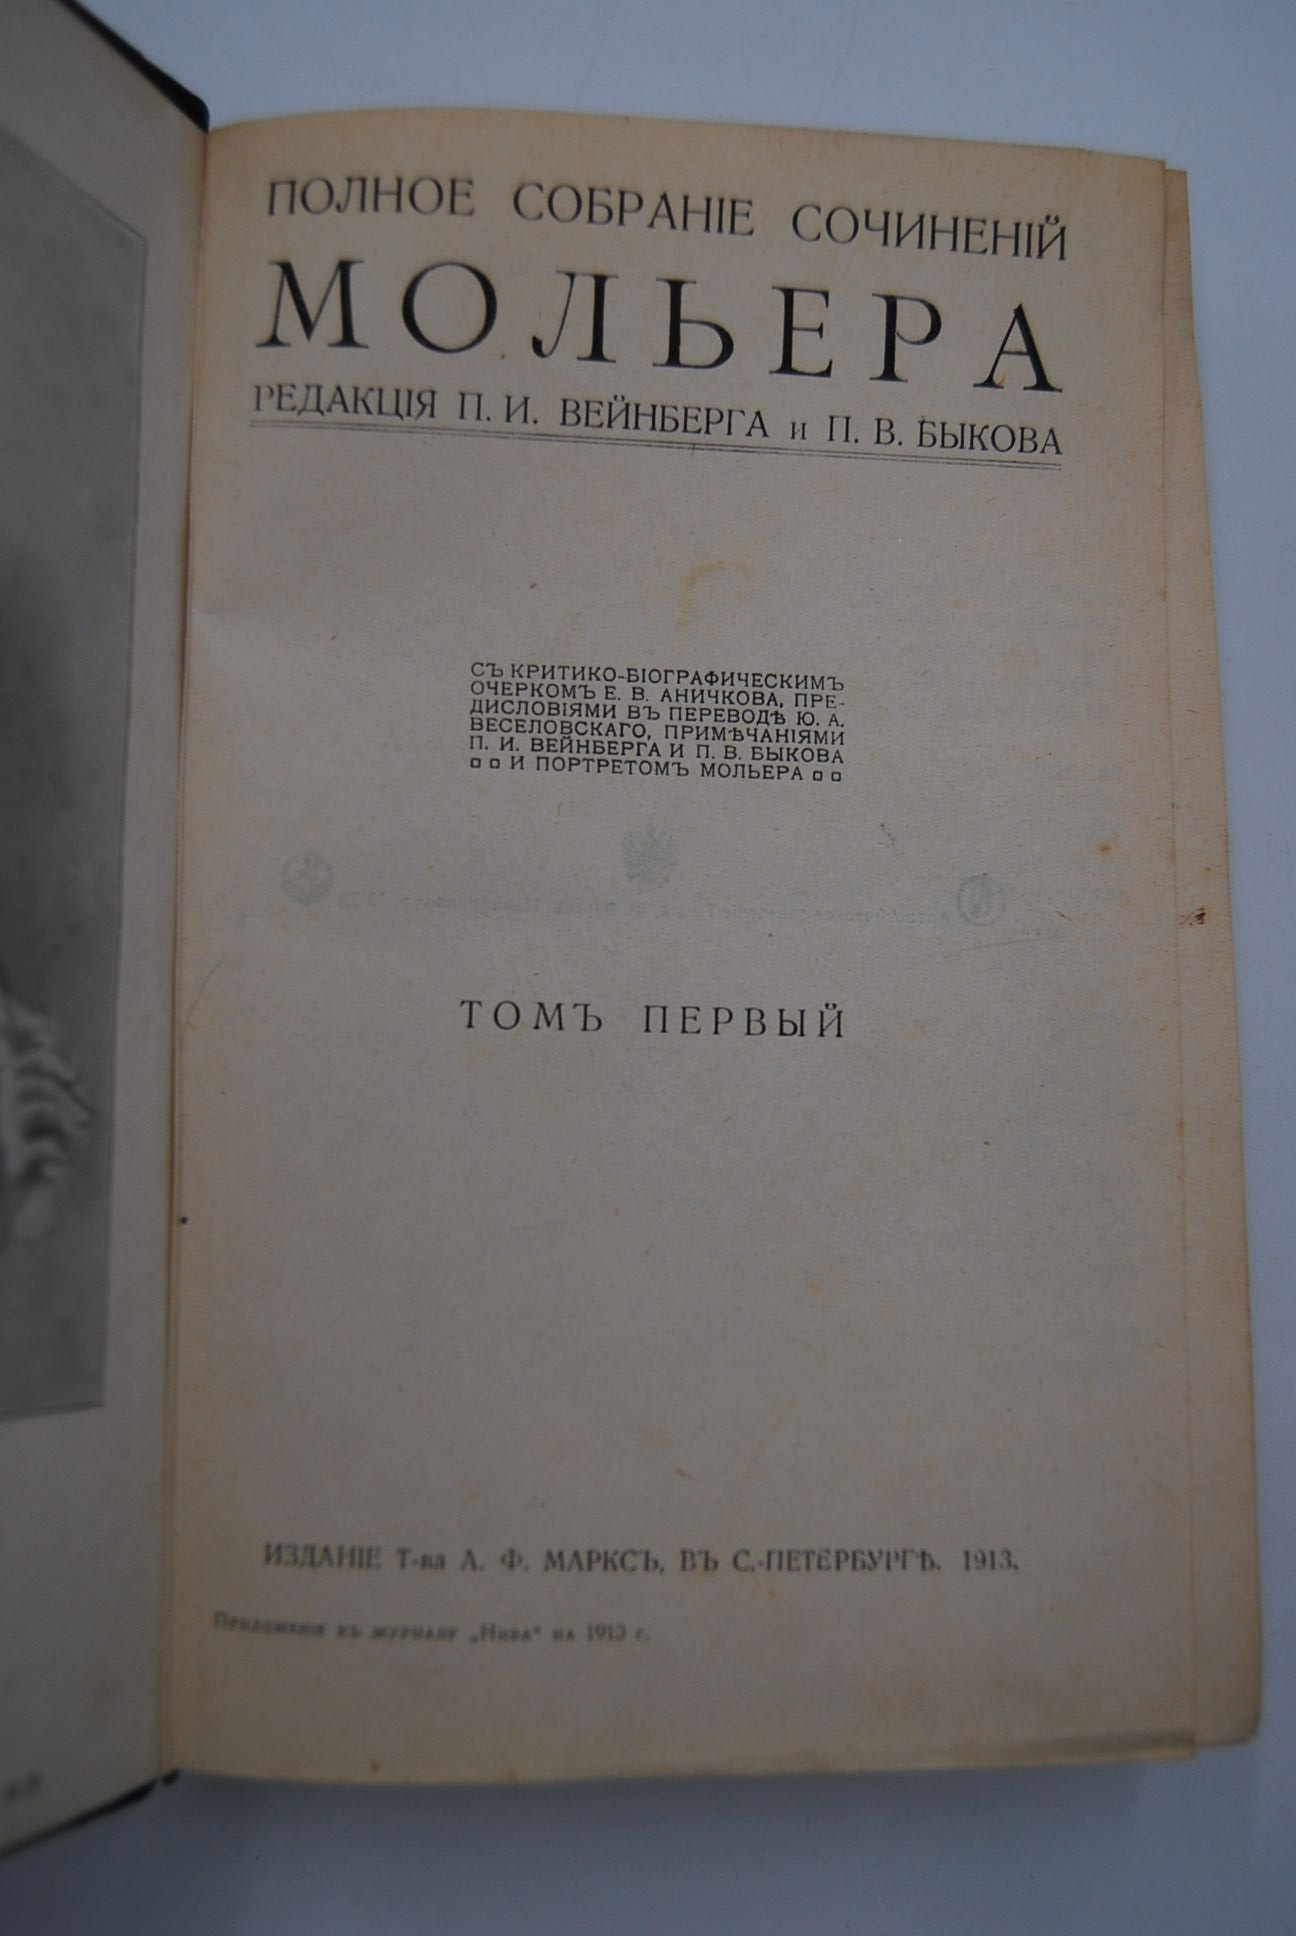 ПОЛНОЕ СОБРАНІЕ СОЧИНЕНІЙ
МОЛЬЕРА
РЕДАКЦІЯ П. И. ВЕЙНБЕРГА и П. В. БЫКОВА
СЪ КРИТИКО-БІОГРАФИЧЕСКИМЪ
ОЧЕРКОМЪ Е. В. АНИЧКОВА, ПРЕ-
ДИСЛОВІЯМИ ВЪ ПЕРЕВОДѢ Ю. А.
ВЕСЕЛОВСКАГО, ПРИМѢЧАНІЯМИ
П. И. ВЕЙНБЕРГА И П. В. БЫКОВА
И ПОРТРЕТОМЪ МОЛЬЕРА
ТОМЪ ПЕРВЫЙ
ИЗДАНІЕ Т-ва А. Ф. МАРКСЪ, ВЪ С.-ПЕТЕРБУРГѢ. 1913.
Приложеніе къ журналу „Нива" на 1913 г.